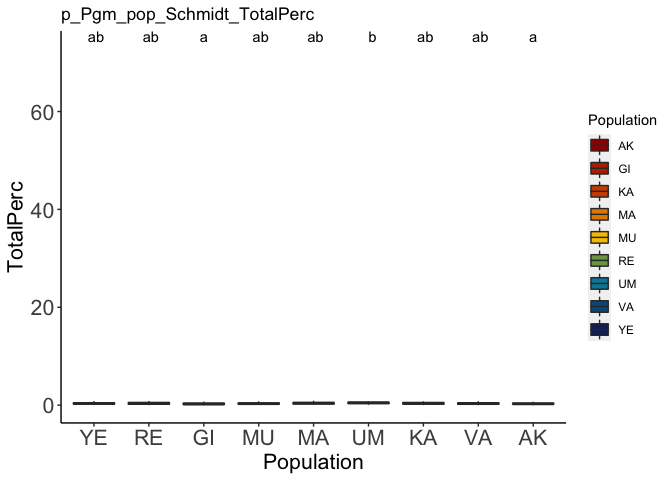 p_Pgm_pop_Schmidt_TotalPerc
ab ab a ab ab b ab ab a
60
40
20
0
TotalPerc
YE RE GI MU MA UM KA VA AK
Population
Population
AK
GI
KA
MA
MU
RE
UM
VA
YE